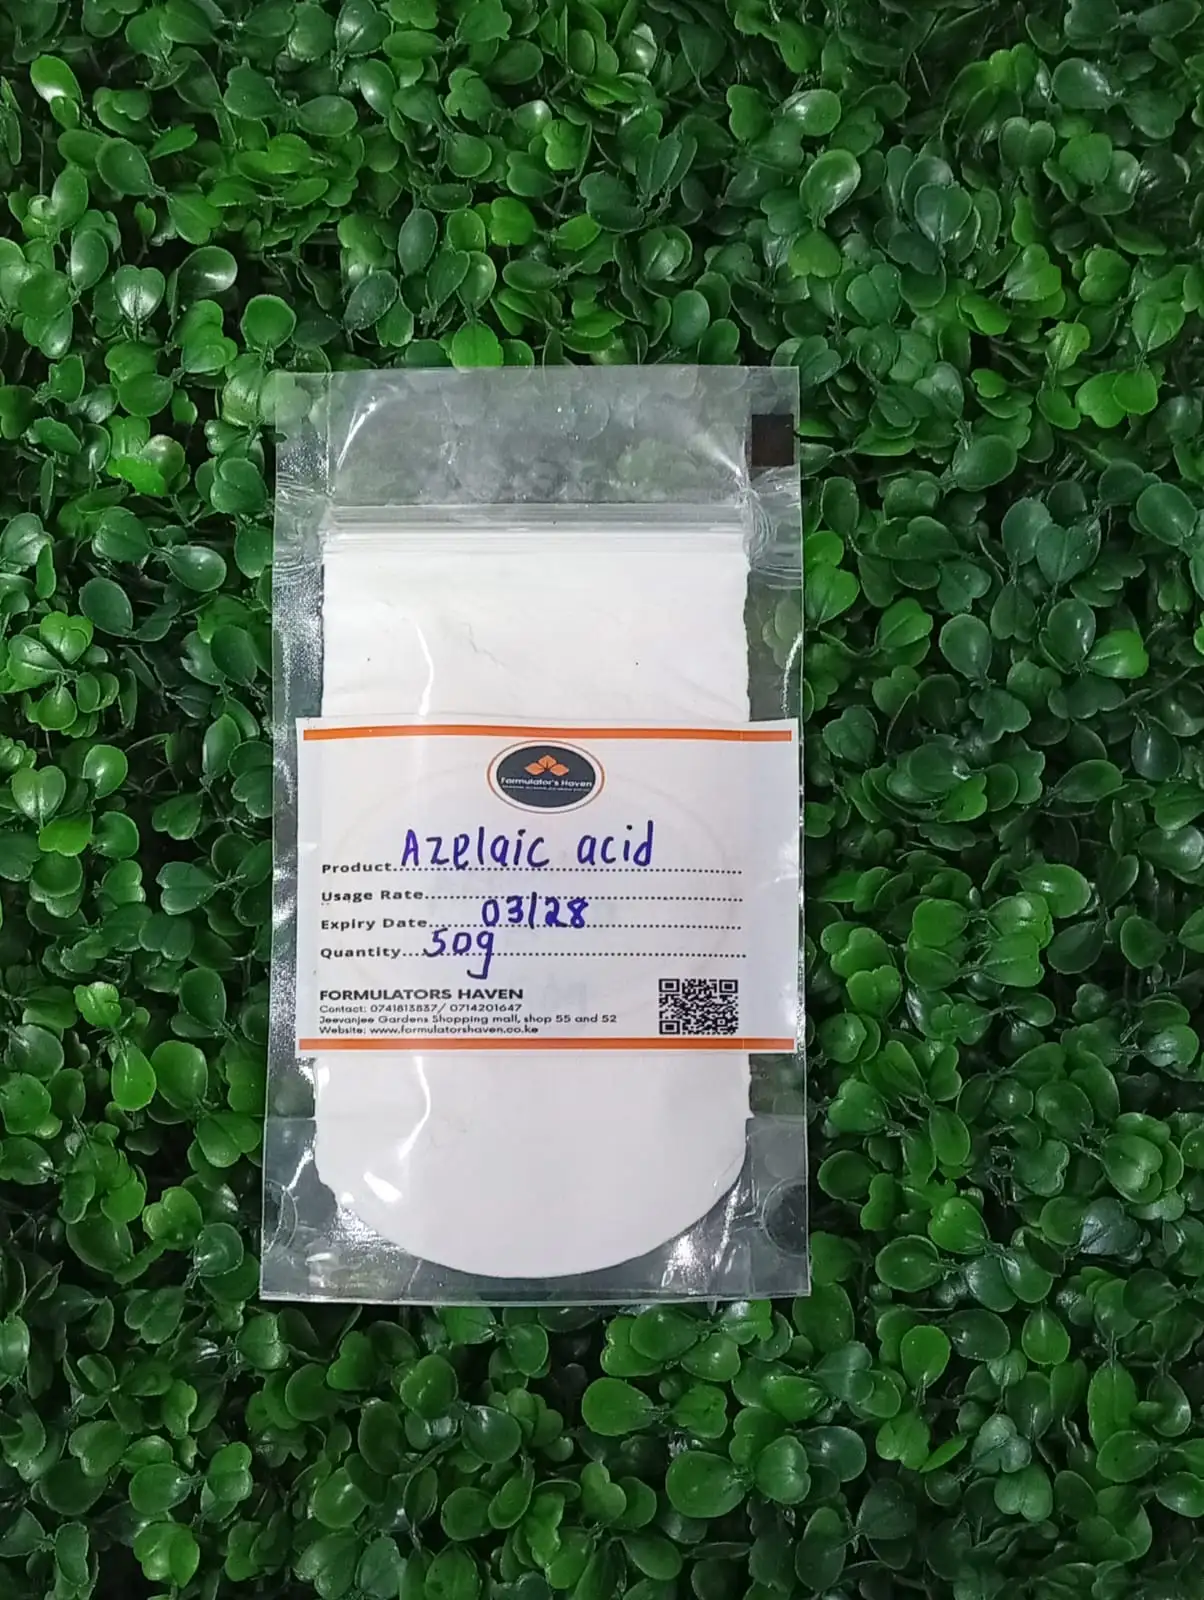 Formulator's Haven
Product....Azelaic acid
Usage Rate....
Expiry Date....03/28
Quantity....50g
FORMULATORS HAVEN
Contact: 0741813837/ 0714201647
Jeevanjee Gardens Shopping mall, shop 55 and 52
Website: www.formulatorshaven.co.ke